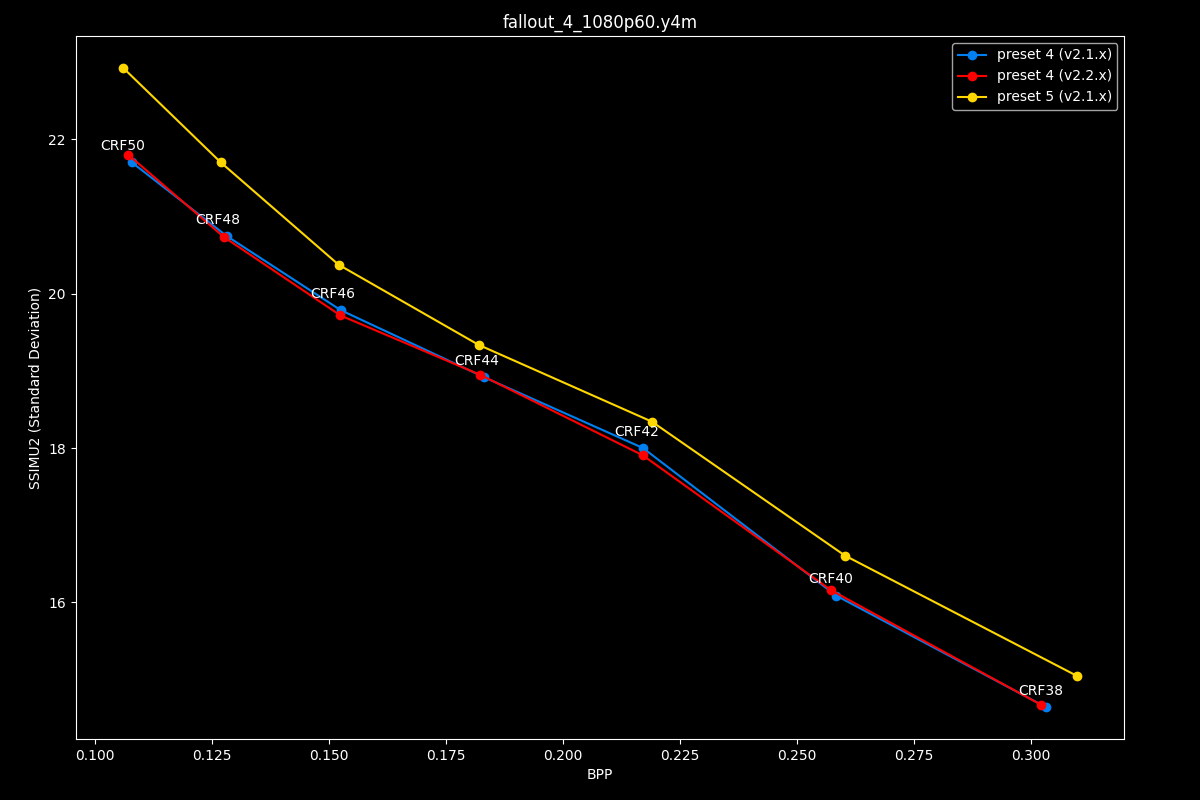 fallout_4_1080p60.y4m
preset 4 (v2.1.x)
preset 4 (v2.2.x)
preset 5 (v2.1.x)
CRF50
CRF48
CRF46
CRF44
CRF42
CRF40
CRF38
22
20
18
16
SSIMU2 (Standard Deviation)
0.100 0.125 0.150 0.175 0.200 0.225 0.250 0.275 0.300
BPP